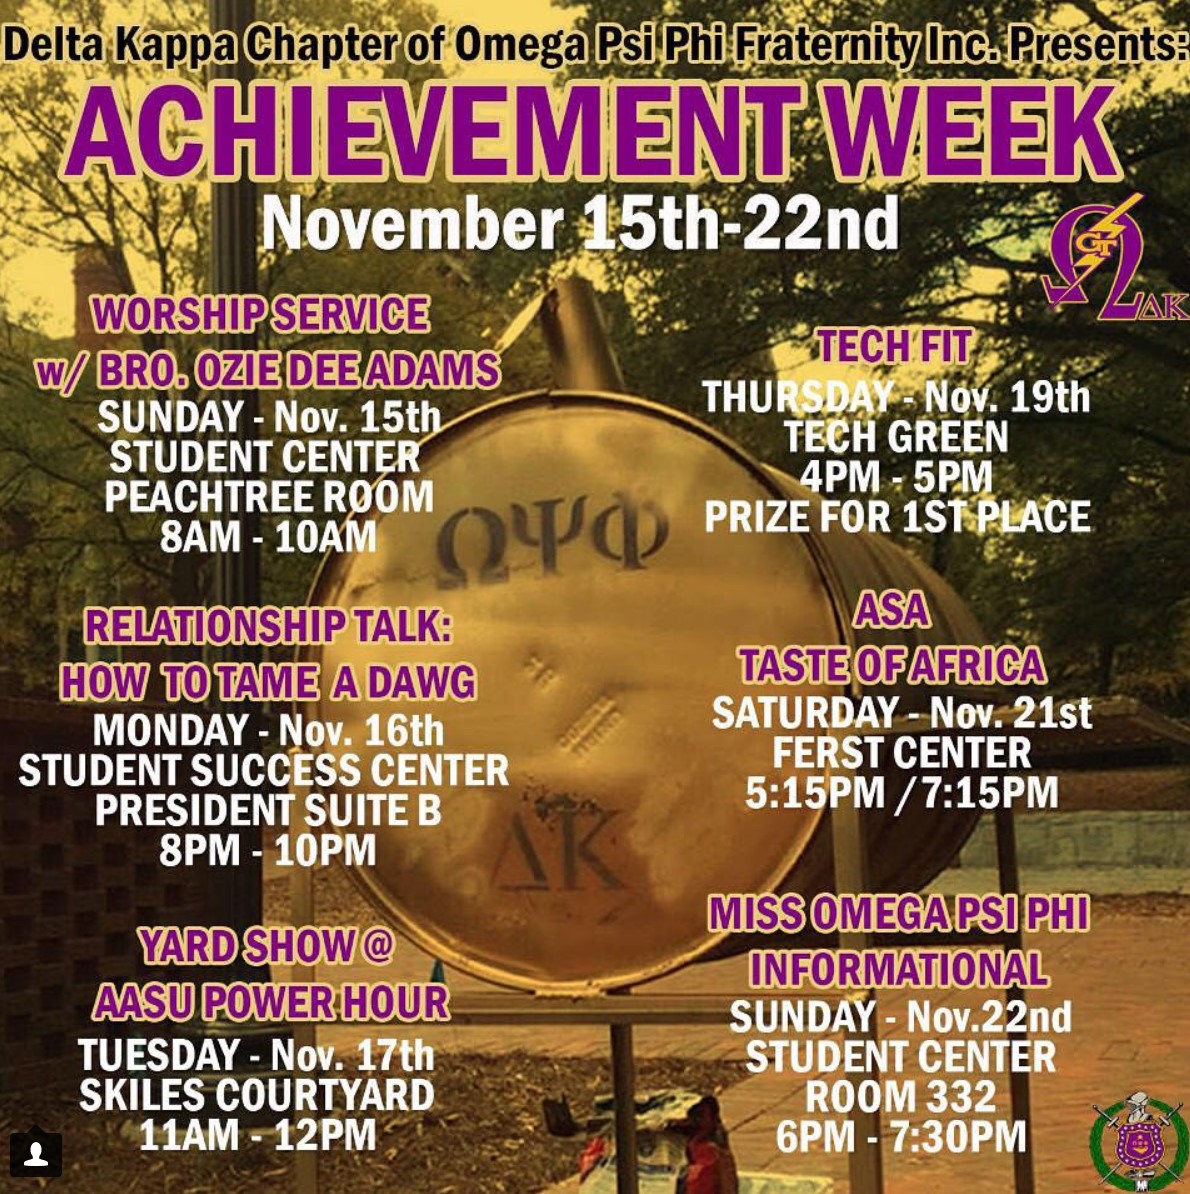 Delta Kappa Chapter of Omega Psi Phi Fraternity Inc. Presents:
ACHIEVEMENT WEEK
November 15th-22nd
GT
ΔΚ
WORSHIP SERVICE
w/ BRO. OZIE DEE ADAMS
SUNDAY - Nov. 15th
STUDENT CENTER
PEACHTREE ROOM
8AM - 10AM
RELATIONSHIP TALK:
HOW TO TAME A DAWG
MONDAY - Nov. 16th
STUDENT SUCCESS CENTER
PRESIDENT SUITE B
8PM - 10PM
YARD SHOW @
AASU POWER HOUR
TUESDAY - Nov. 17th
SKILES COURTYARD
11AM - 12PM
ΩΨΦ
ΔΚ
TECH FIT
THURSDAY - Nov. 19th
TECH GREEN
4PM - 5PM
PRIZE FOR 1ST PLACE
ASA
TASTE OF AFRICA
SATURDAY - Nov. 21st
FERST CENTER
5:15PM / 7:15PM
MISS OMEGA PSI PHI
INFORMATIONAL
SUNDAY - Nov.22nd
STUDENT CENTER
ROOM 332
6PM - 7:30PM